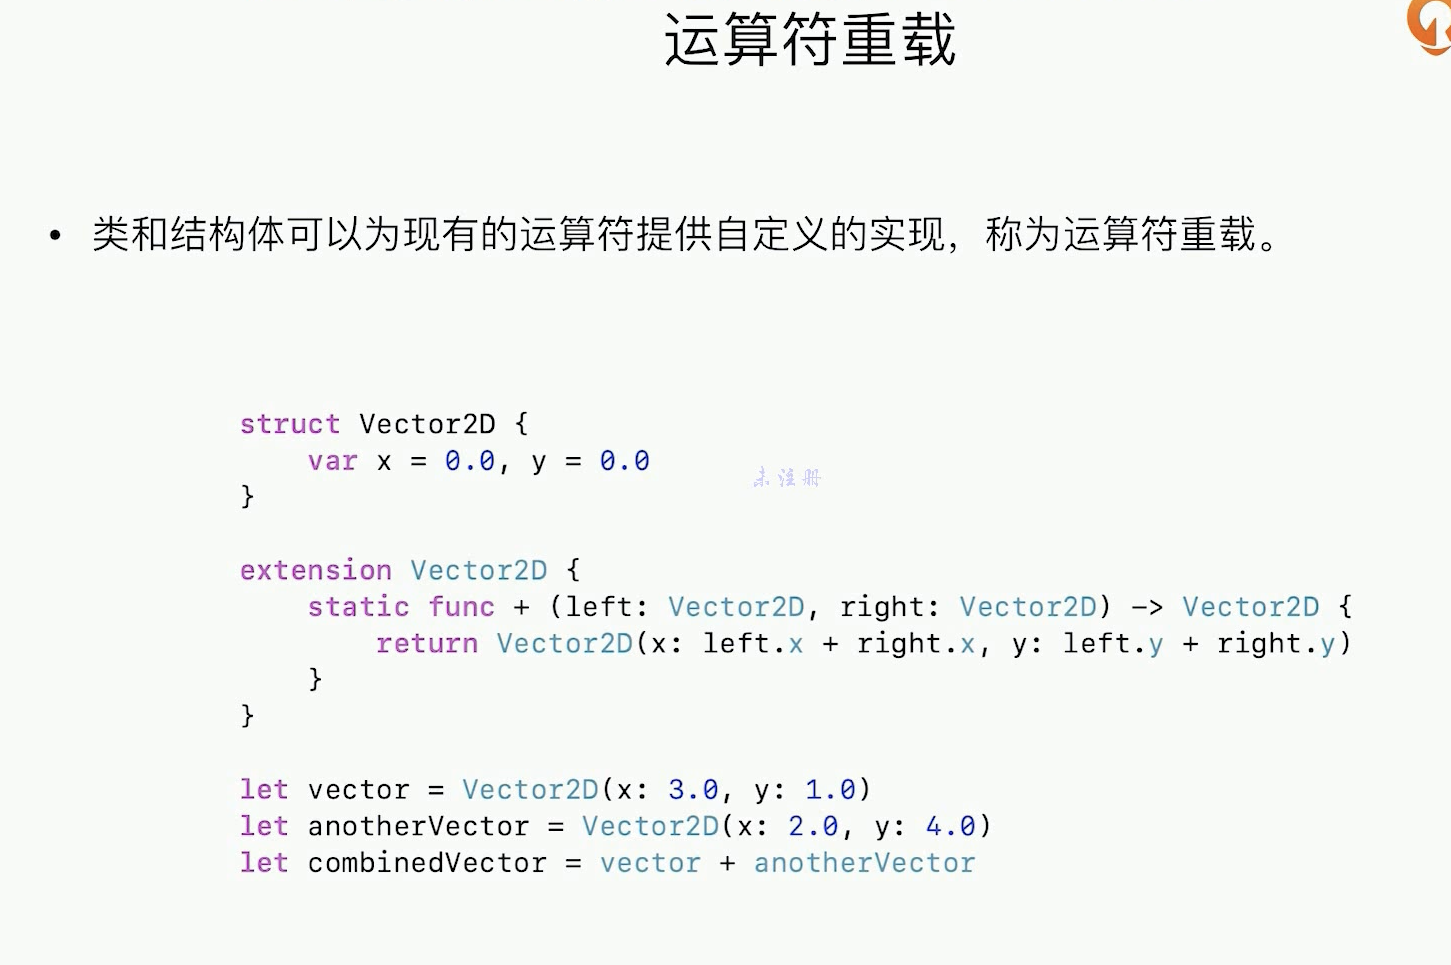 运算符重载
• 类和结构体可以为现有的运算符提供自定义的实现，称为运算符重载。
struct Vector2D {
    var x = 0.0, y = 0.0
}
未注册
extension Vector2D {
    static func + (left: Vector2D, right: Vector2D) -> Vector2D {
        return Vector2D(x: left.x + right.x, y: left.y + right.y)
    }
}
let vector = Vector2D(x: 3.0, y: 1.0)
let anotherVector = Vector2D(x: 2.0, y: 4.0)
let combinedVector = vector + anotherVector